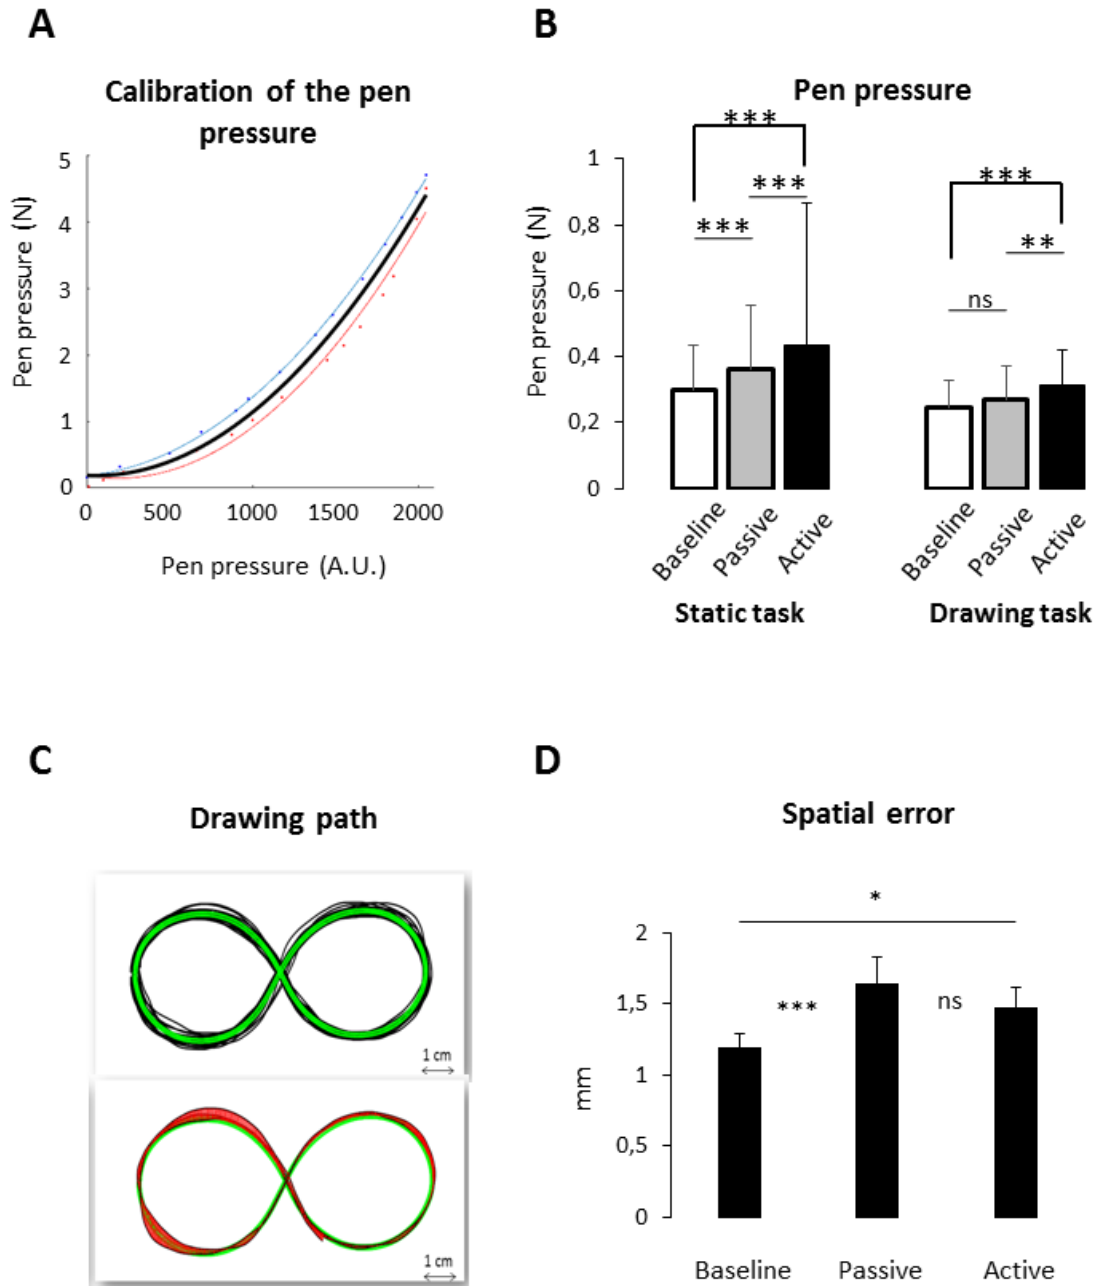 A
Calibration of the pen
pressure
Pen pressure (N)
5
4
3
2
1
0
0 500 1000 1500 2000
Pen pressure (A.U.)
B
Pen pressure
Pen pressure (N)
1
0,8
0,6
0,4
0,2
0
***
***
***
***
**
ns
Baseline Passive Active
Baseline Passive Active
Static task
Drawing task
C
Drawing path
1 cm
1 cm
D
Spatial error
*
***
ns
mm
2
1,5
1
0,5
0
Baseline Passive Active